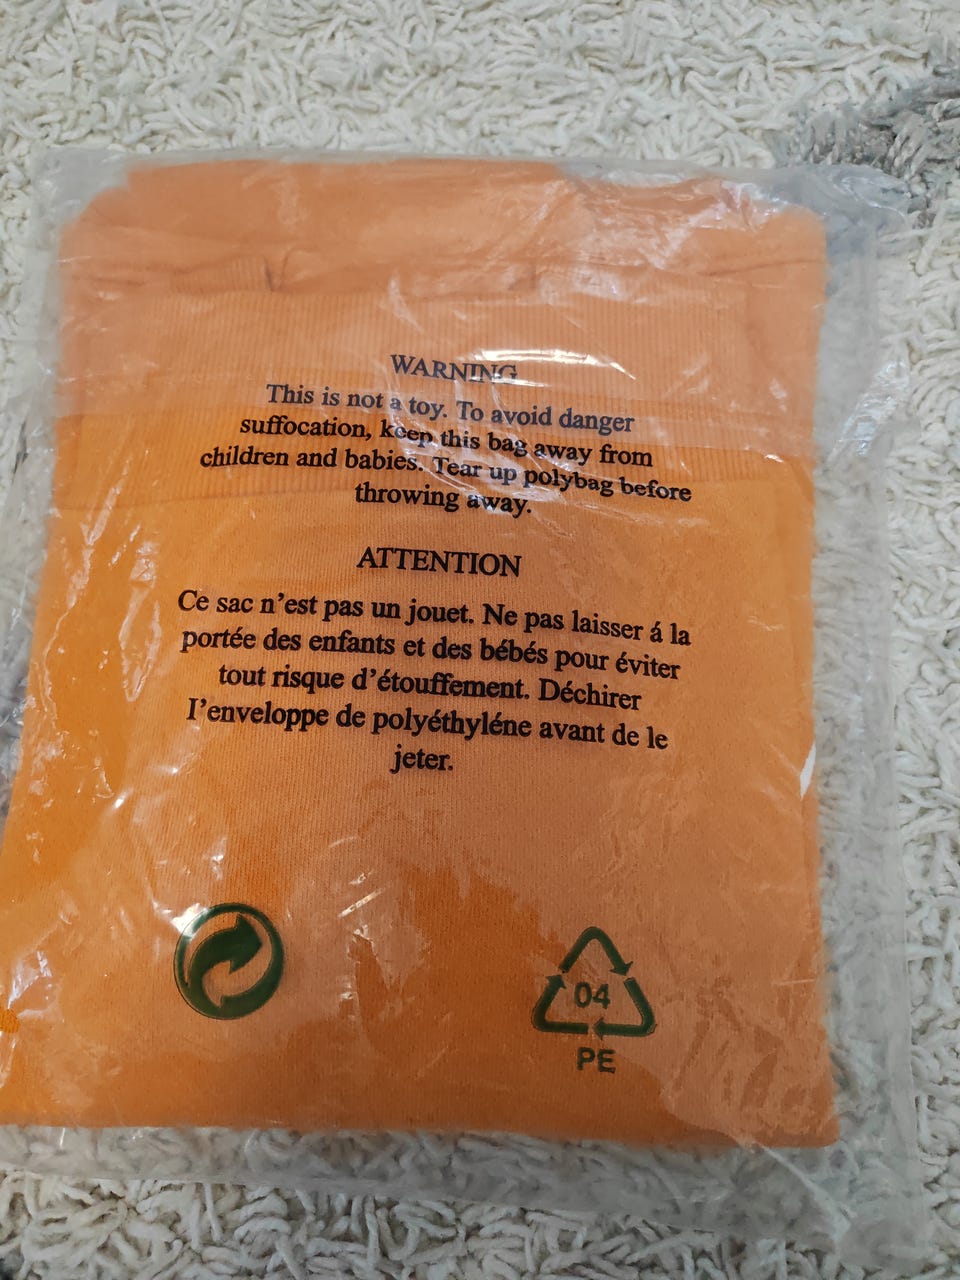 WARNING
This is not a toy. To avoid danger
suffocation, keep this bag away from
children and babies. Tear up polybag before
throwing away.
ATTENTION
Ce sac n'est pas un jouet. Ne pas laisser á la
portée des enfants et des bébés pour éviter
tout risque d'étouffement. Déchirer
I'enveloppe de polyéthyléne avant de le
jeter.
04
PE